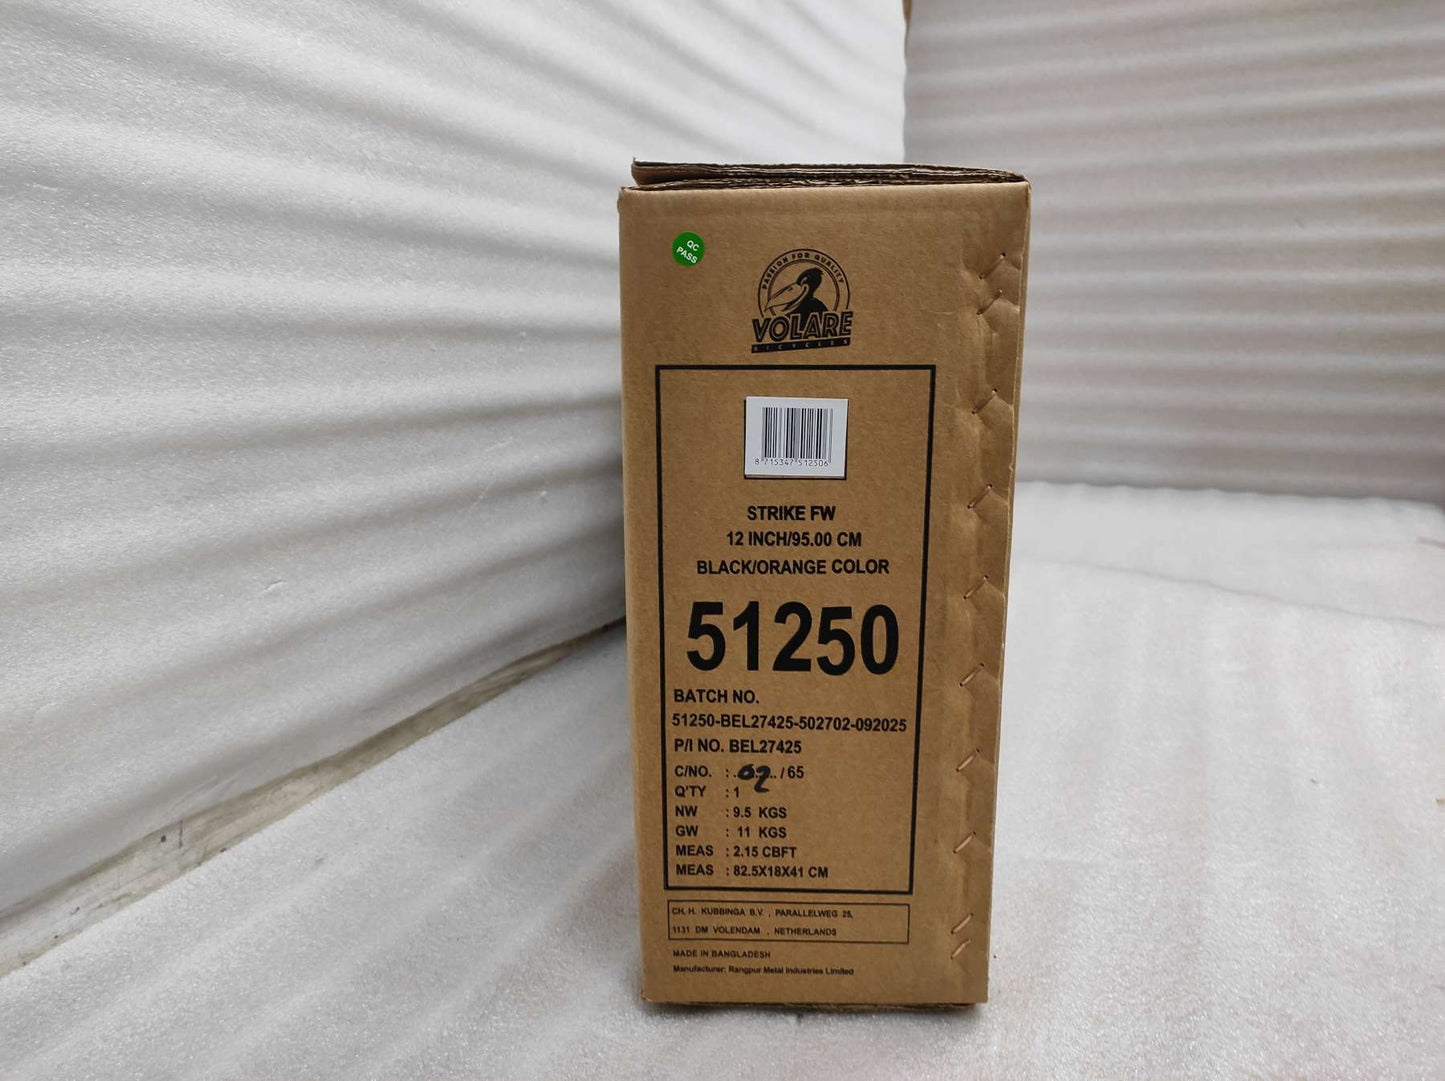 QC
PASS
PASSION FOR QUALITY
VOLARE
BICYCLES
8 715347 512506
STRIKE FW
12 INCH/95.00 CM
BLACK/ORANGE COLOR
51250
BATCH NO.
51250-BEL27425-502702-092025
P/I NO. BEL27425
C/NO. : .02.. / 65
Q'TY : 1
NW : 9.5 KGS
GW : 11 KGS
MEAS : 2.15 CBFT
MEAS : 82.5X18X41 CM
CH. H. KUBBINGA B.V. , PARALLELWEG 25,
1131 DM VOLENDAM , NETHERLANDS
MADE IN BANGLADESH
Manufacturer: Rangpur Metal Industries Limited